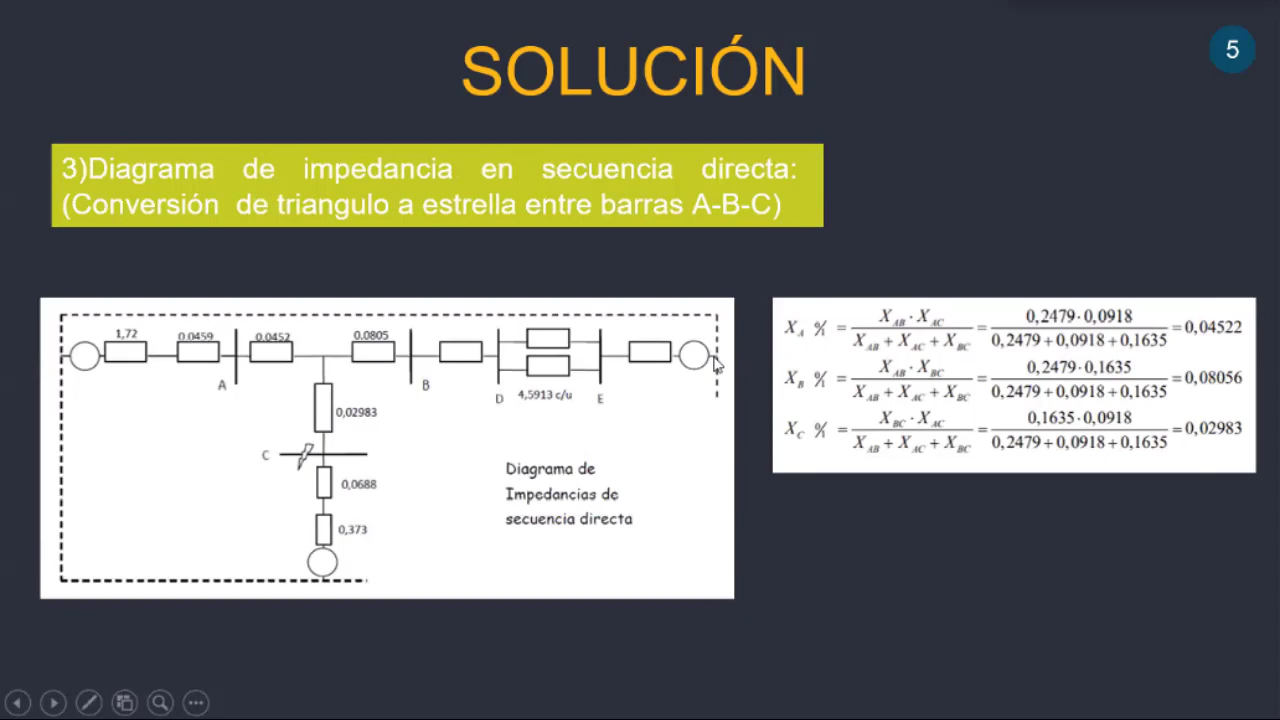 5
SOLUCIÓN
3)Diagrama de impedancia en secuencia directa:
(Conversión de triangulo a estrella entre barras A-B-C)
1,72 0.0459 0.0452 0.0805
A B
D 4,5913 c/u E
0,02983
C
0,0688
0,373
Diagrama de
Impedancias de
secuencia directa
X_A % = X_AB · X_AC / X_AB + X_AC + X_BC = 0,2479·0,0918 / 0,2479+0,0918+0,1635 = 0,04522
X_B % = X_AB · X_BC / X_AB + X_AC + X_BC = 0,2479·0,1635 / 0,2479+0,0918+0,1635 = 0,08056
X_C % = X_BC · X_AC / X_AB + X_AC + X_BC = 0,1635·0,0918 / 0,2479+0,0918+0,1635 = 0,02983